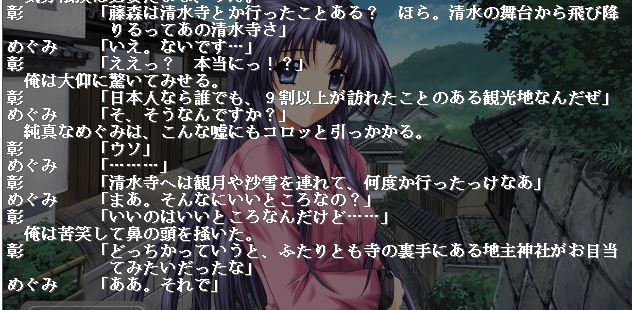 彰　　　「藤森は清水寺とか行ったことある？　ほら。清水の舞台から飛び降
りるってあの清水寺さ」
めぐみ　「いえ。ないです…」
彰　　　「ええっ？　本当にっ！？」
俺は大仰に驚いてみせる。
彰　　　「日本人なら誰でも、９割以上が訪れたことのある観光地なんだぜ」
めぐみ　「そ、そうなんですか？」
純真なめぐみは、こんな嘘にもコロッと引っかかる。
彰　　　「ウソ」
めぐみ　「………」
彰　　　「清水寺へは観月や沙雪を連れて、何度か行ったっけなあ」
めぐみ　「まあ。そんなにいいところなの？」
彰　　　「いいのはいいところなんだけど……」
俺は苦笑して鼻の頭を掻いた。
彰　　　「どっちかっていうと、ふたりとも寺の裏手にある地主神社がお目当
てみたいだったな」
めぐみ　「ああ。それで」